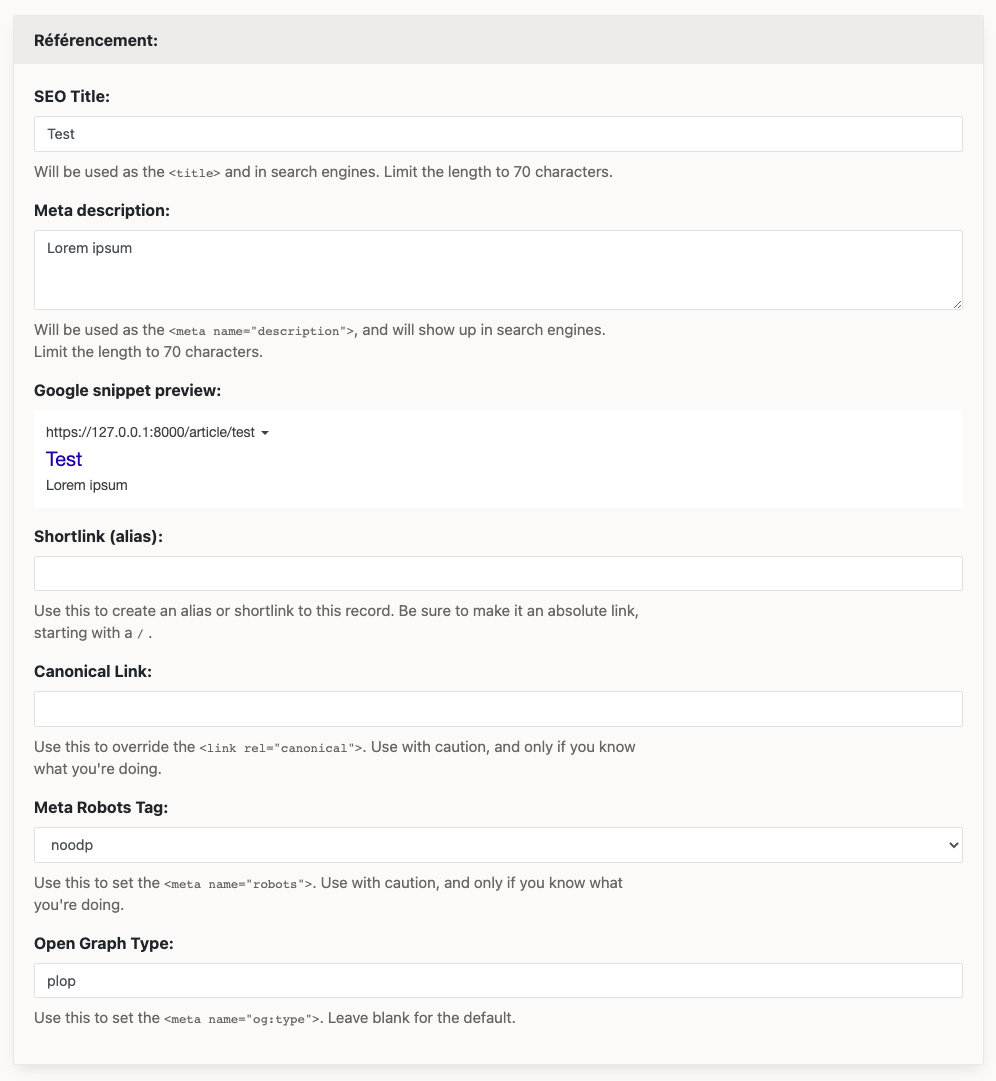 Référencement:
SEO Title:
Test
Will be used as the <title> and in search engines. Limit the length to 70 characters.
Meta description:
Lorem ipsum
Will be used as the <meta name="description">, and will show up in search engines.
Limit the length to 70 characters.
Google snippet preview:
https://127.0.0.1:8000/article/test
Test
Lorem ipsum
Shortlink (alias):
Use this to create an alias or shortlink to this record. Be sure to make it an absolute link,
starting with a / .
Canonical Link:
Use this to override the <link rel="canonical">. Use with caution, and only if you know
what you're doing.
Meta Robots Tag:
noodp
Use this to set the <meta name="robots">. Use with caution, and only if you know what
you're doing.
Open Graph Type:
plop
Use this to set the <meta name="og:type">. Leave blank for the default.